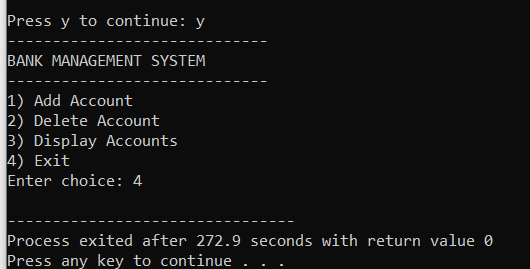 Press y to continue: y
-----------------------------
BANK MANAGEMENT SYSTEM
-----------------------------
1) Add Account
2) Delete Account
3) Display Accounts
4) Exit
Enter choice: 4
--------------------------------
Process exited after 272.9 seconds with return value 0
Press any key to continue . . .